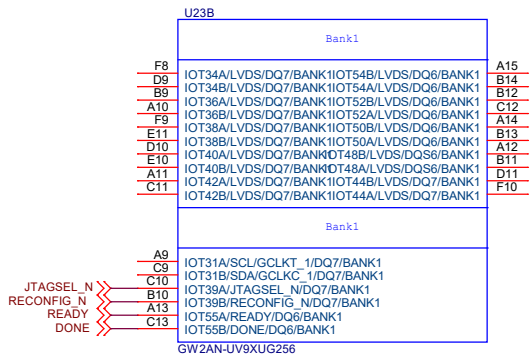 U23B
Bank1
F8 IOT34A/LVDS/DQ7/BANK1 IOT54B/LVDS/DQ6/BANK1 A15
D9 IOT34B/LVDS/DQ7/BANK1 IOT54A/LVDS/DQ6/BANK1 B14
B9 IOT36A/LVDS/DQ7/BANK1 IOT52B/LVDS/DQ6/BANK1 B12
A10 IOT36B/LVDS/DQ7/BANK1 IOT52A/LVDS/DQ6/BANK1 C12
F9 IOT38A/LVDS/DQ7/BANK1 IOT50B/LVDS/DQ6/BANK1 A14
E11 IOT38B/LVDS/DQ7/BANK1 IOT50A/LVDS/DQ6/BANK1 B13
D10 IOT40A/LVDS/DQ7/BANK1 IOT48B/LVDS/DQS6/BANK1 A12
E10 IOT40B/LVDS/DQ7/BANK1 IOT48A/LVDS/DQS6/BANK1 B11
A11 IOT42A/LVDS/DQ7/BANK1 IOT44B/LVDS/DQ7/BANK1 D11
C11 IOT42B/LVDS/DQ7/BANK1 IOT44A/LVDS/DQ7/BANK1 F10
Bank1
A9 IOT31A/SCL/GCLKT_1/DQ7/BANK1
C9 IOT31B/SDA/GCLKC_1/DQ7/BANK1
JTAGSEL_N C10 IOT39A/JTAGSEL_N/DQ7/BANK1
RECONFIG_N B10 IOT39B/RECONFIG_N/DQ7/BANK1
READY A13 IOT55A/READY/DQ6/BANK1
DONE C13 IOT55B/DONE/DQ6/BANK1
GW2AN-UV9XUG256